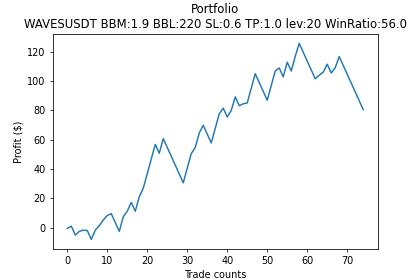 Portfolio
WAVESUSDT BBM:1.9 BBL:220 SL:0.6 TP:1.0 lev:20 WinRatio:56.0
120
100
80
60
40
20
0
Profit ($)
0 10 20 30 40 50 60 70
Trade counts